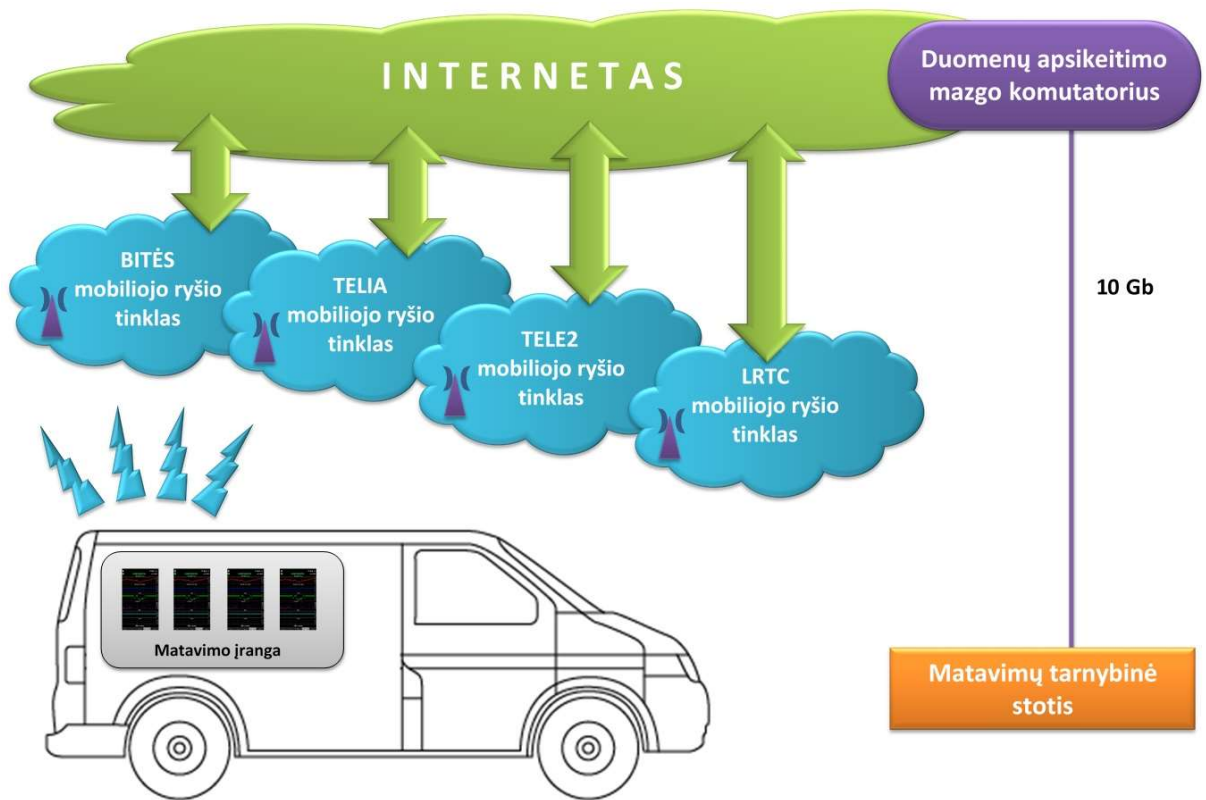 INTERNETAS
Duomenų apsikeitimo
mazgo komutatorius
BITĖS
mobiliojo ryšio
tinklas
TELIA
mobiliojo ryšio
tinklas
TELE2
mobiliojo ryšio
tinklas
LRTC
mobiliojo ryšio
tinklas
10 Gb
Matavimo įranga
Matavimų tarnybinė
stotis